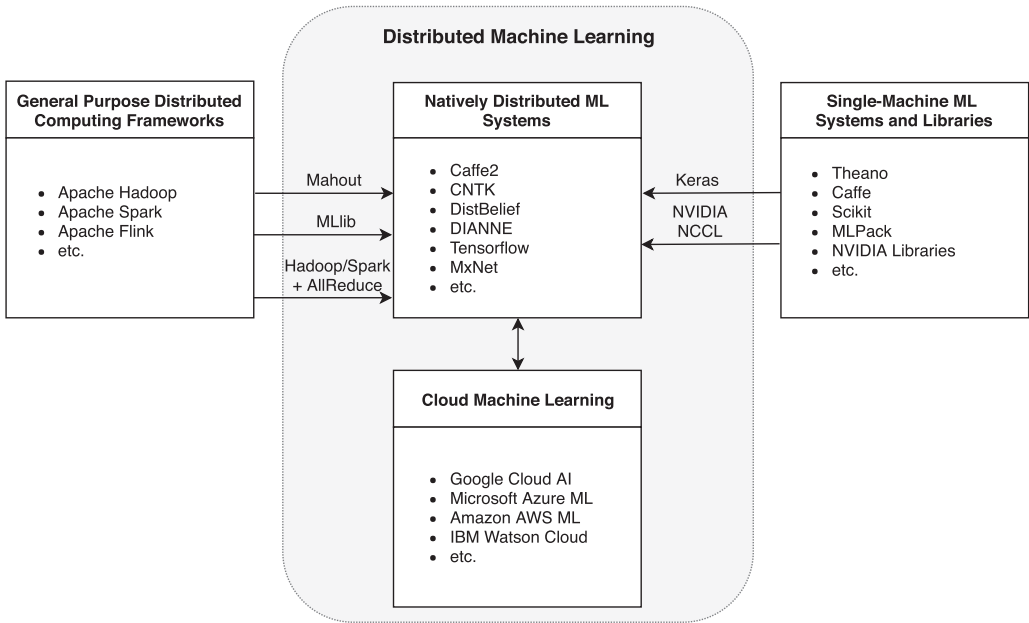 Distributed Machine Learning
General Purpose Distributed
Computing Frameworks
• Apache Hadoop
• Apache Spark
• Apache Flink
• etc.
Mahout
MLlib
Hadoop/Spark
+ AllReduce
Natively Distributed ML
Systems
• Caffe2
• CNTK
• DistBelief
• DIANNE
• Tensorflow
• MxNet
• etc.
Keras
NVIDIA
NCCL
Single-Machine ML
Systems and Libraries
• Theano
• Caffe
• Scikit
• MLPack
• NVIDIA Libraries
• etc.
Cloud Machine Learning
• Google Cloud AI
• Microsoft Azure ML
• Amazon AWS ML
• IBM Watson Cloud
• etc.